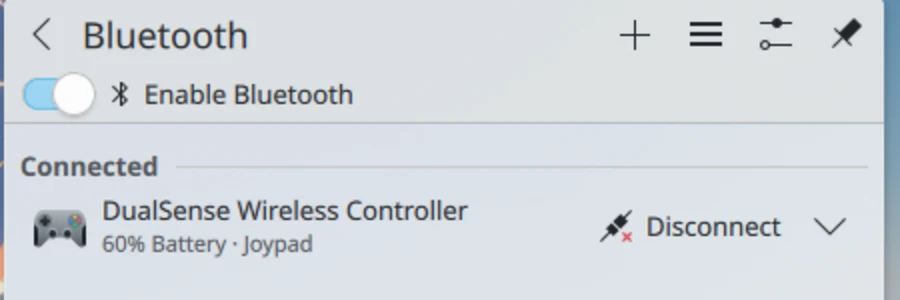 Bluetooth
Enable Bluetooth
Connected
DualSense Wireless Controller
60% Battery · Joypad
Disconnect